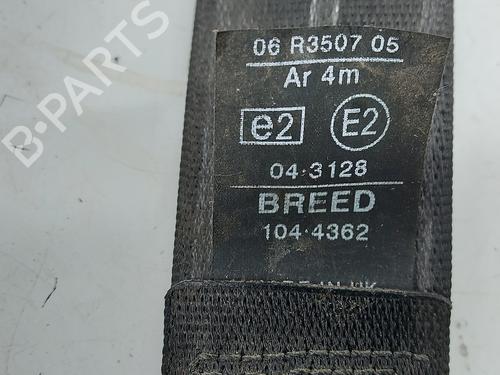 06 R3507 05
Ar 4m
e2 E2
04·3128
BREED
104·4362
B-PARTS